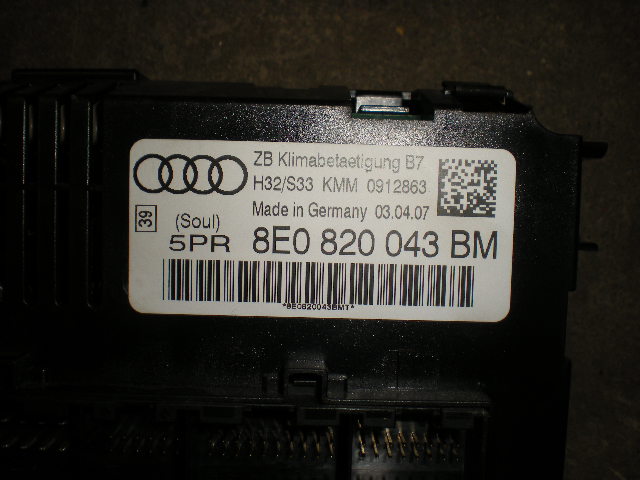 ZB Klimabetaetigung B7
H32/S33 KMM 0912863
Made in Germany 03.04.07
39
(Soul)
5PR 8E0 820 043 BM
*8E0820043BMT*